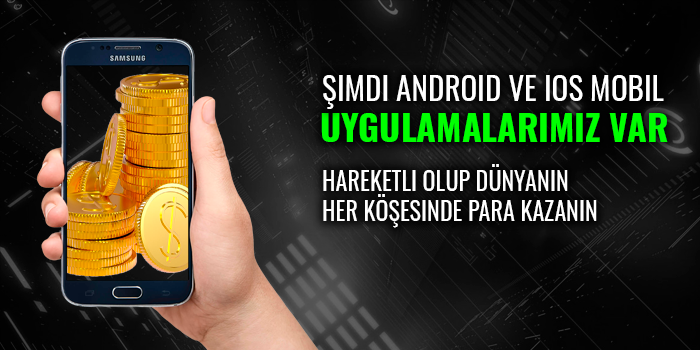 SAMSUNG
ŞIMDI ANDROID VE IOS MOBIL
UYGULAMALARIMIZ VAR
HAREKETLI OLUP DÜNYANIN
HER KÖŞESINDE PARA KAZANIN